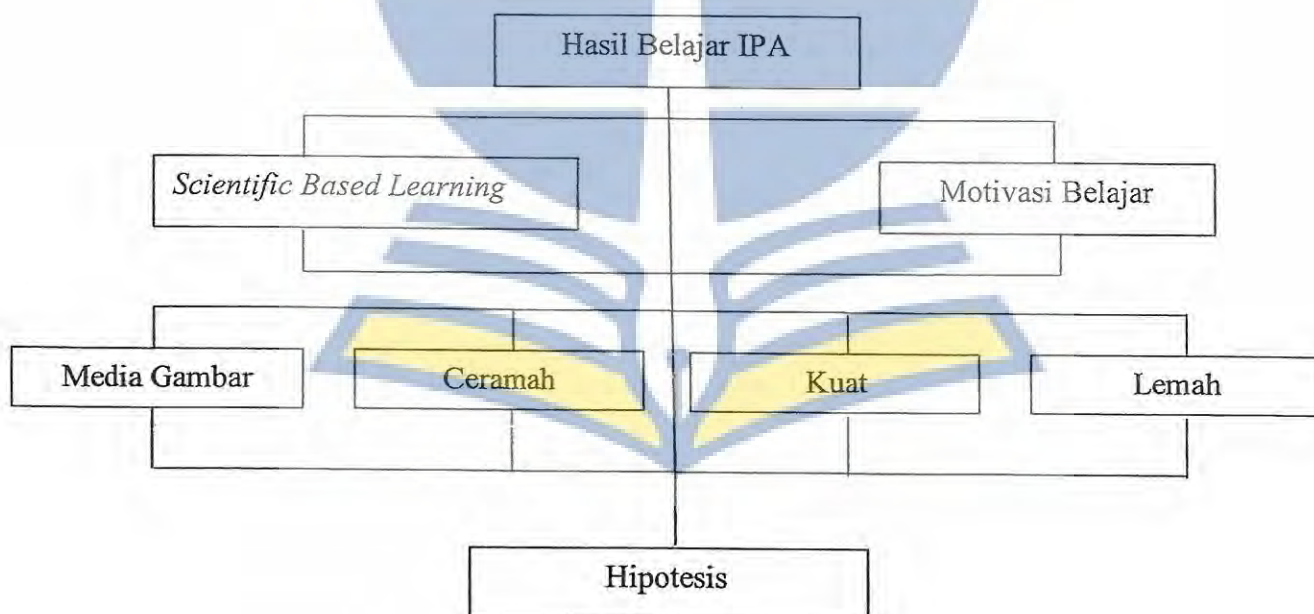 Hasil Belajar IPA
Scientific Based Learning
Motivasi Belajar
Media Gambar
Ceramah
Kuat
Lemah
Hipotesis